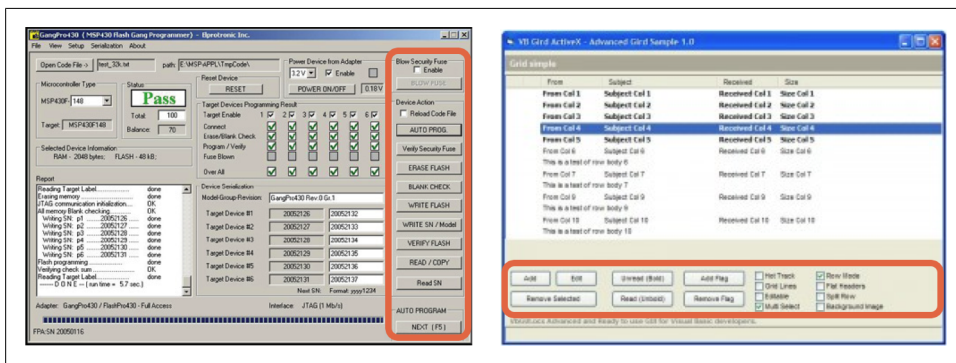 GangPro430 ( MSP430 Flash Gang Programmer) - Elprotronic Inc.
File View Setup Serialization About
Open Code File -> test_32k.txt path: E:\MSP-APPL\TmpCode\
Power Device from Adapter
3.2 V Enable
POWER ON/OFF 0.18V
Microcontroller Type
MSP430F- 148
Target: MSP430F148
Status
Pass
Total: 100
Balance: 70
Reset Device
RESET
Selected Device Information
RAM - 2048 bytes; FLASH - 48 kB;
Target Devices Programming Result
Target Enable 1 2 3 4 5 6
Connect
Erase/Blank Check
Program / Verify
Fuse Blown
Over All
Report
Reading Target Label.............. done
Erasing memory ................... done
JTAG communication initialization.... OK
All memory Blank checking.......... OK
Writing SN: p1 ......20052126 ...... done
Writing SN: p2 ......20052127 ...... done
Writing SN: p3 ......20052128 ...... done
Writing SN: p4 ......20052129 ...... done
Writing SN: p5 ......20052130 ...... done
Writing SN: p6 ......20052131 ...... done
Flash programming ................. done
Verifying check sum ................ OK
Reading Target Label............... done
------ D O N E -- ( run time = 5.7 sec.)
Device Serialization
Model-Group-Revision: GangPro430 Rev:0 Gr.1
Target Device #1 20052126 20052132
Target Device #2 20052127 20052133
Target Device #3 20052128 20052134
Target Device #4 20052129 20052135
Target Device #5 20052130 20052136
Target Device #6 20052131 20052137
Next SN: Format: yyyy1234
Adapter: GangPro430 / FlashPro430 - Full Access Interface: JTAG (1 Mb/s)
FPA:SN 20050116
Blow Security Fuse
Enable
BLOW FUSE
Device Action
Reload Code File
AUTO PROG.
Verify Security Fuse
ERASE FLASH
BLANK CHECK
WRITE FLASH
WRITE SN / Model
VERIFY FLASH
READ / COPY
Read SN
AUTO PROGRAM
NEXT (F5)
VB Gird ActiveX - Advanced Gird Sample 1.0
Grid simple
From Subject Received Size
From Col 1 Subject Col 1 Received Col 1 Size Col 1
From Col 2 Subject Col 2 Received Col 2 Size Col 2
From Col 3 Subject Col 3 Received Col 3 Size Col 3
From Col 4 Subject Col 4 Received Col 4 Size Col 4
From Col 5 Subject Col 5 Received Col 5 Size Col 5
From Col 6 Subject Col 6 Received Col 6 Size Col 6
This is a test of row body 6
From Col 7 Subject Col 7 Received Col 7 Size Col 7
This is a test of row body 7
From Col 9 Subject Col 9 Received Col 9 Size Col 9
This is a test of row body 9
From Col 10 Subject Col 10 Received Col 10 Size Col 10
This is a test of row body 10
Add Edit Unread (Bold) Add Flag Hot Track Row Mode
Grid Lines Flat Headers
Remove Selected Read (Unbold) Remove Flag Editable Split Row
Multi Select Background Image
Advanced and Ready to use GUI for Visual Basic developers.